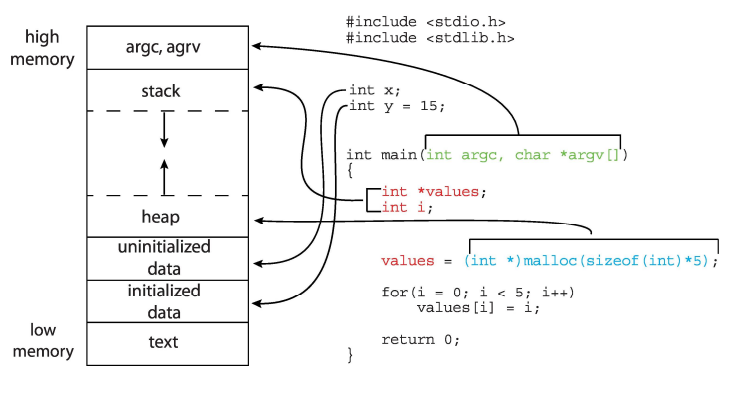 high
memory
argc, agrv
stack
heap
uninitialized
data
initialized
data
text
low
memory
#include <stdio.h>
#include <stdlib.h>
int x;
int y = 15;
int main(int argc, char *argv[])
{
int *values;
int i;
values = (int *)malloc(sizeof(int)*5);
for(i = 0; i < 5; i++)
values[i] = i;
return 0;
}